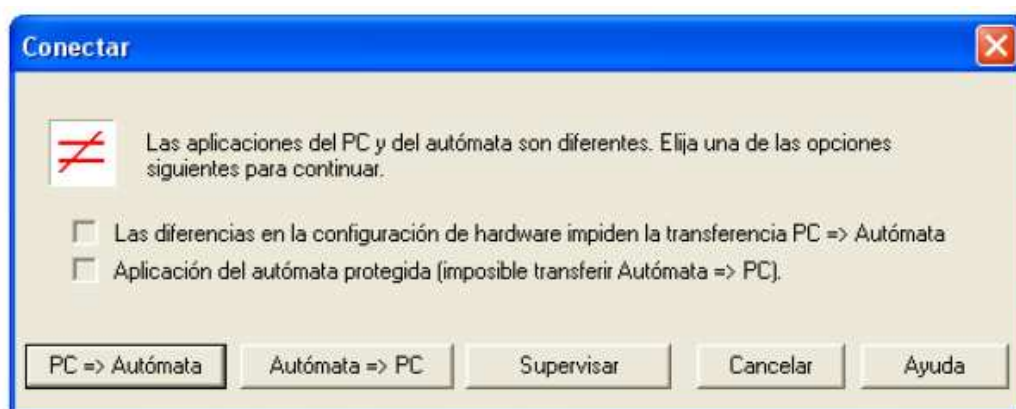 Conectar
Las aplicaciones del PC y del autómata son diferentes. Elija una de las opciones
siguientes para continuar.
Las diferencias en la configuración de hardware impiden la transferencia PC => Autómata
Aplicación del autómata protegida (imposible transferir Autómata => PC).
PC => Autómata
Autómata => PC
Supervisar
Cancelar
Ayuda